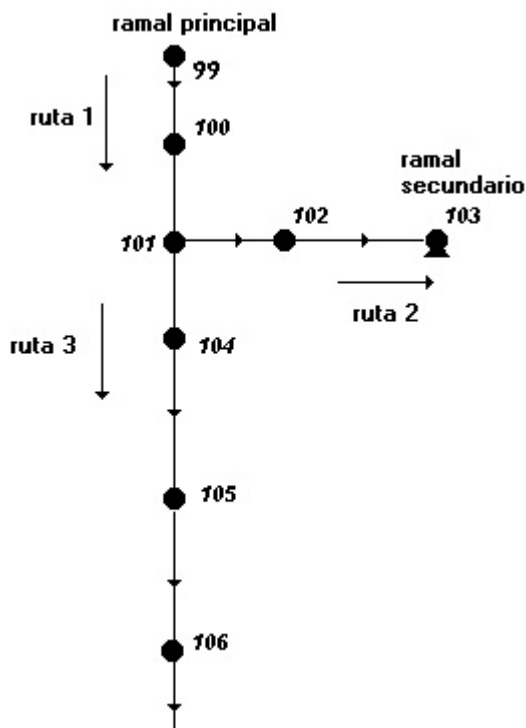 ramal principal
99
ruta 1
100
ramal
secundario
101
102
103
ruta 2
ruta 3
104
105
106